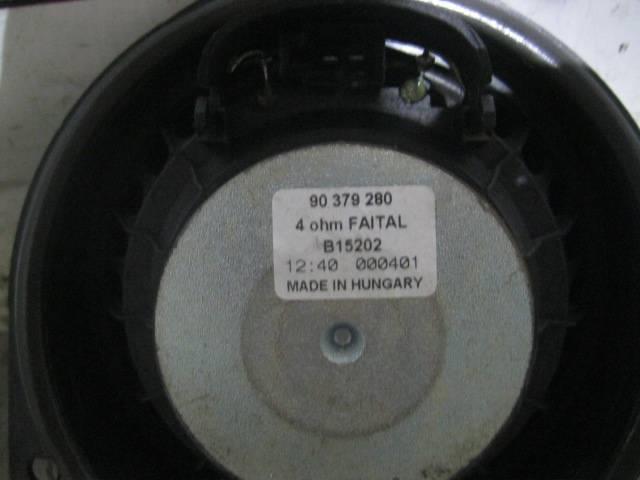 90 379 280
4 ohm FAITAL
B15202
12:40 000401
MADE IN HUNGARY